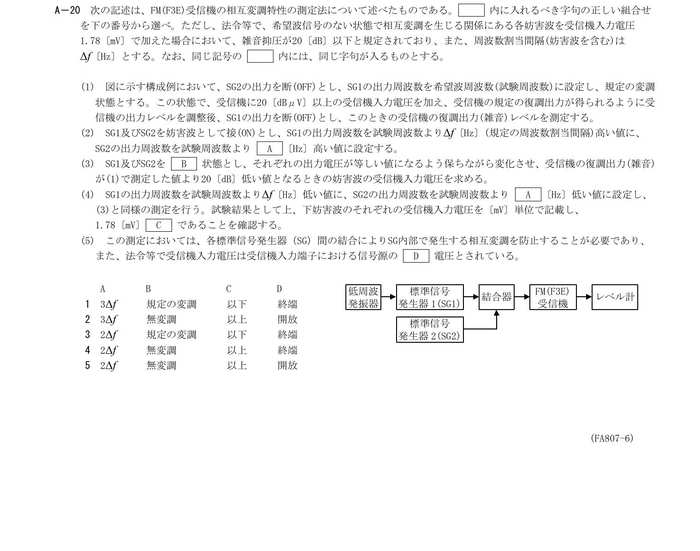 A－20 次の記述は、FM(F3E)受信機の相互変調特性の測定法について述べたものである。 内に入れるべき字句の正しい組合せ
を下の番号から選べ。ただし、法令等で、希望波信号のない状態で相互変調を生じる関係にある各妨害波を受信機入力電圧
1.78〔mV〕で加えた場合において、雑音抑圧が20〔dB〕以下と規定されており、また、周波数割当間隔(妨害波を含む)は
Δf〔Hz〕とする。なお、同じ記号の 内には、同じ字句が入るものとする。
(1) 図に示す構成例において、SG2の出力を断(OFF)とし、SG1の出力周波数を希望波周波数(試験周波数)に設定し、規定の変調
状態とする。この状態で、受信機に20〔dBμV〕以上の受信機入力電圧を加え、受信機の規定の復調出力が得られるように受
信機の出力レベルを調整後、SG1の出力を断(OFF)とし、このときの受信機の復調出力(雑音)レベルを測定する。
(2) SG1及びSG2を妨害波として接(ON)とし、SG1の出力周波数を試験周波数よりΔf〔Hz〕(規定の周波数割当間隔)高い値に、
SG2の出力周波数を試験周波数より A 〔Hz〕高い値に設定する。
(3) SG1及びSG2を B 状態とし、それぞれの出力電圧が等しい値になるよう保ちながら変化させ、受信機の復調出力(雑音)
が(1)で測定した値より20〔dB〕低い値となるときの妨害波の受信機入力電圧を求める。
(4) SG1の出力周波数を試験周波数よりΔf〔Hz〕低い値に、SG2の出力周波数を試験周波数より A 〔Hz〕低い値に設定し、
(3)と同様の測定を行う。試験結果として上、下妨害波のそれぞれの受信機入力電圧を〔mV〕単位で記載し、
1.78〔mV〕 C であることを確認する。
(5) この測定においては、各標準信号発生器(SG)間の結合によりSG内部で発生する相互変調を防止することが必要であり、
また、法令等で受信機入力電圧は受信機入力端子における信号源の D 電圧とされている。
A B C D
1 3Δf 規定の変調 以下 終端
2 3Δf 無変調 以上 開放
3 2Δf 規定の変調 以下 終端
4 2Δf 無変調 以上 終端
5 2Δf 無変調 以上 開放
低周波
発振器
標準信号
発生器1(SG1)
結合器
FM(F3E)
受信機
レベル計
標準信号
発生器2(SG2)
(FA807-6)